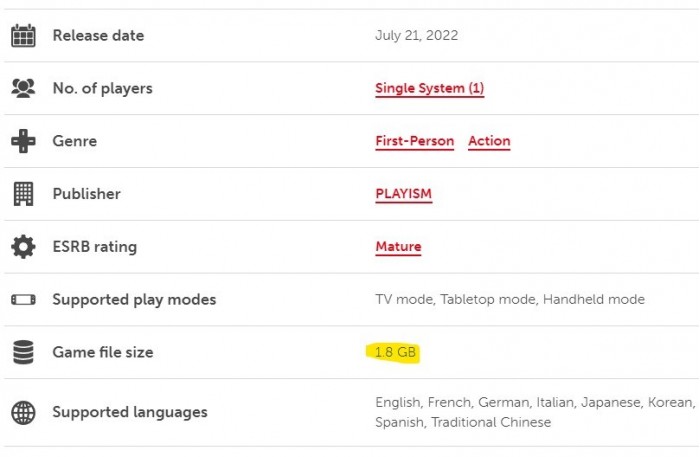 Release date July 21, 2022
No. of players Single System (1)
Genre First-Person Action
Publisher PLAYISM
ESRB rating Mature
Supported play modes TV mode, Tabletop mode, Handheld mode
Game file size 1.8 GB
Supported languages English, French, German, Italian, Japanese, Korean,
Spanish, Traditional Chinese